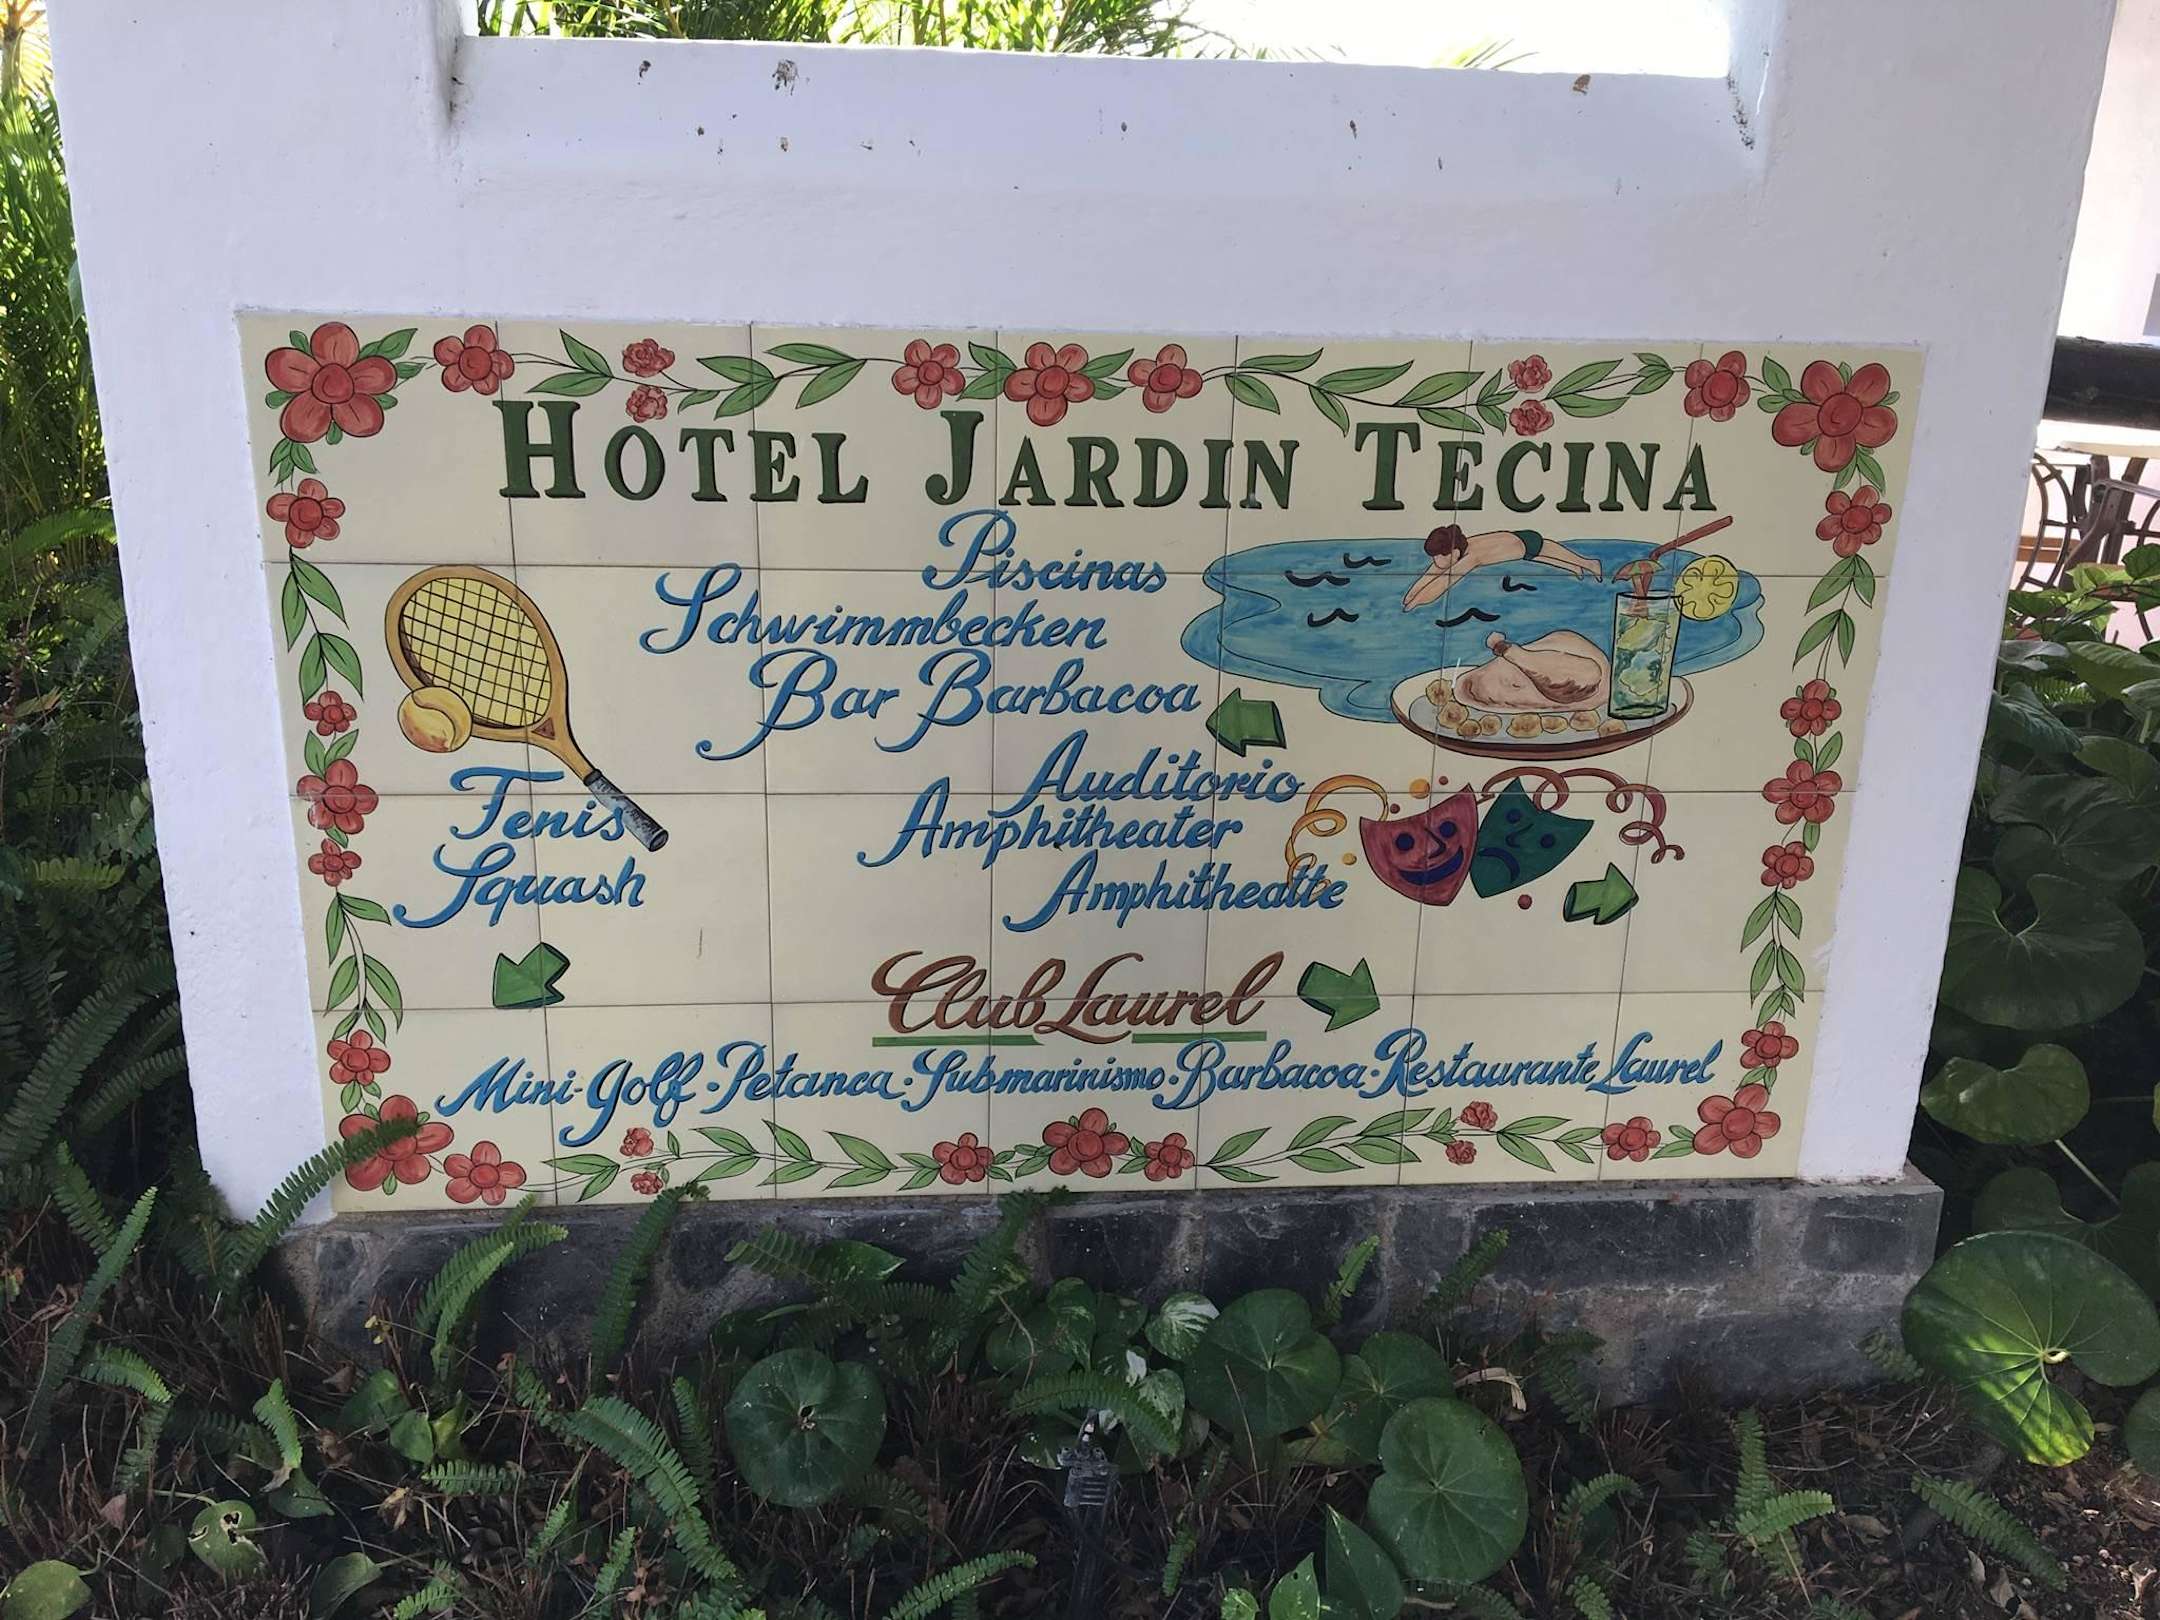 HOTEL JARDIN TECINA
Piscinas
Schwimmbecken
Bar Barbacoa
Tenis
Squash
Auditorio
Amphitheater
Amphithealte
Club Laurel
Mini-Golf · Petanca · Submarinismo · Barbacoa · Restaurante Laurel